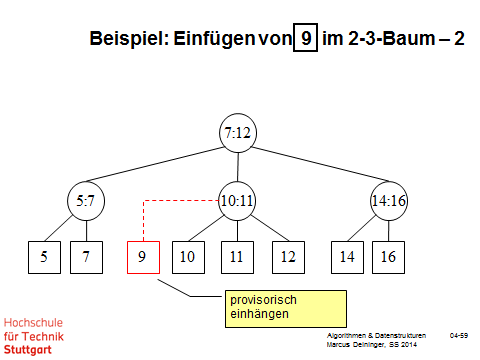 Beispiel: Einfügen von 9 im 2-3-Baum – 2
7:12
5:7 10:11 14:16
5 7 9 10 11 12 14 16
provisorisch
einhängen
Hochschule
für Technik
Stuttgart
Algorithmen & Datenstrukturen 04-59
Marcus Deininger, SS 2014